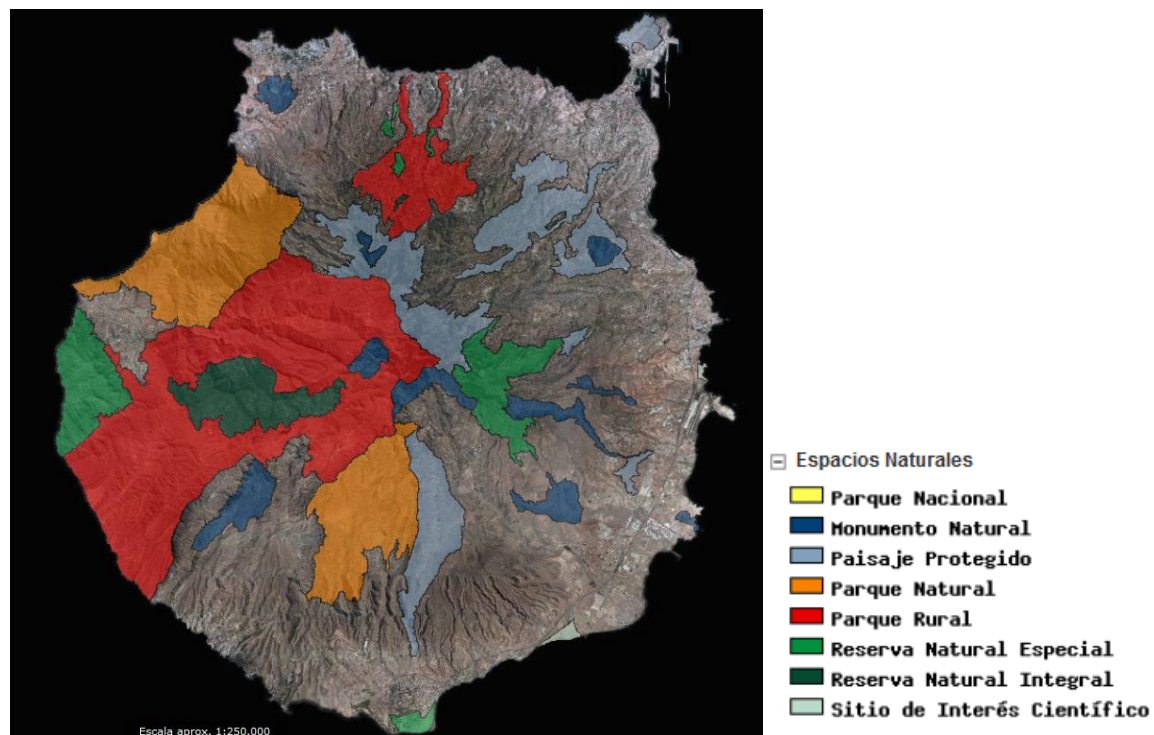 Espacios Naturales
Parque Nacional
Monumento Natural
Paisaje Protegido
Parque Natural
Parque Rural
Reserva Natural Especial
Reserva Natural Integral
Sitio de Interés Científico
Escala aprox. 1:250.000